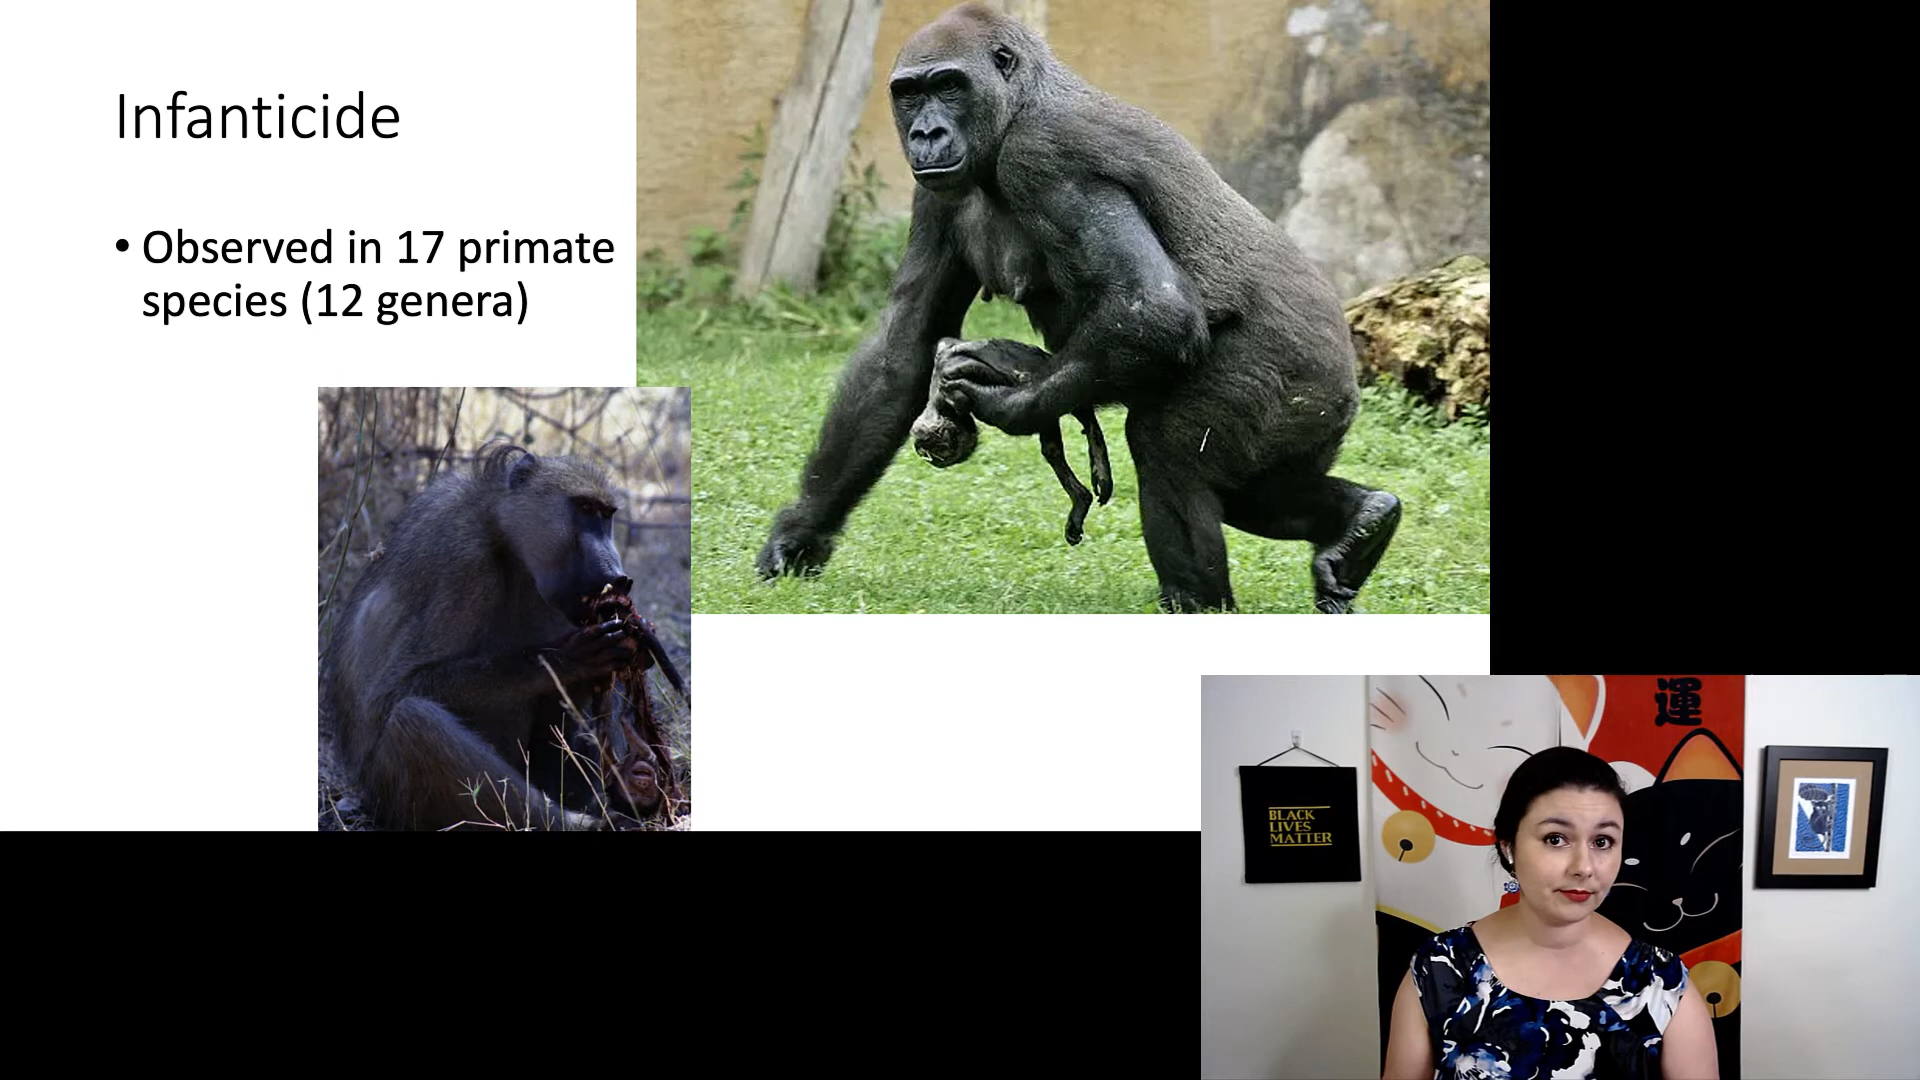 Infanticide
• Observed in 17 primate
species (12 genera)
運
BLACK
LIVES
MATTER